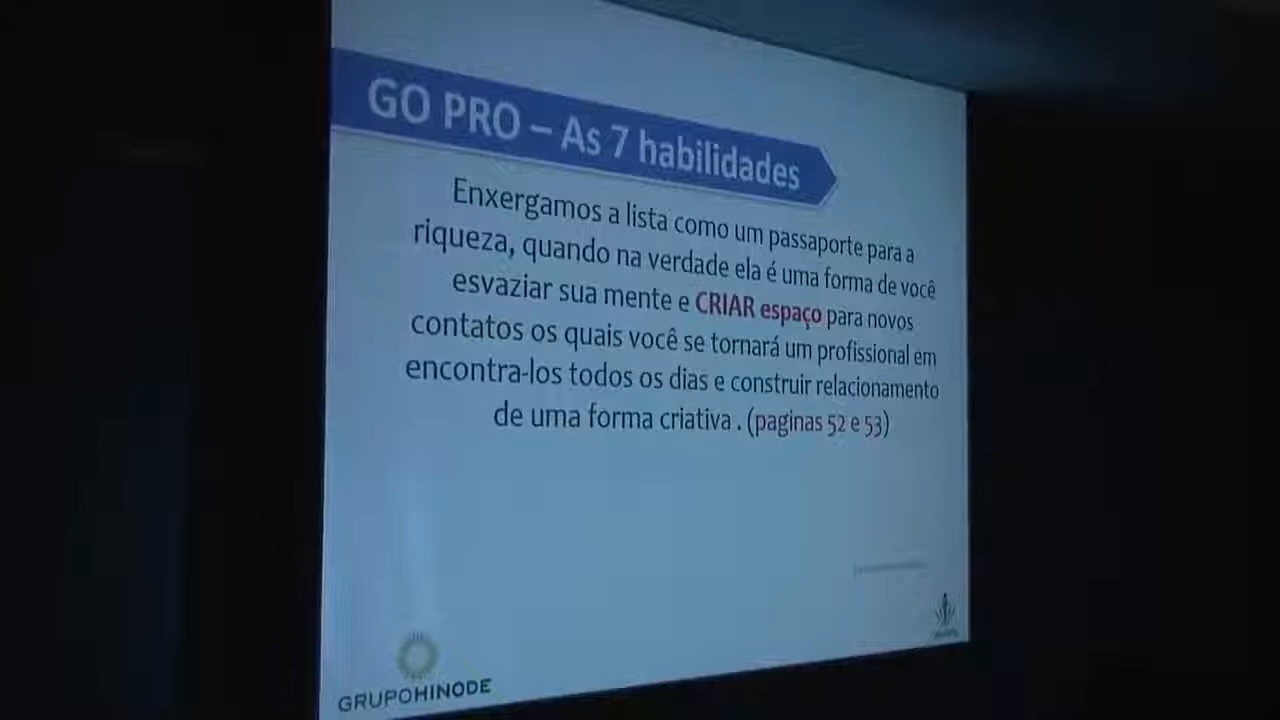 GO PRO – As 7 habilidades
Enxergamos a lista como um passaporte para a
riqueza, quando na verdade ela é uma forma de você
esvaziar sua mente e CRIAR espaço para novos
contatos os quais você se tornará um profissional em
encontra-los todos os dias e construir relacionamento
de uma forma criativa . (paginas 52 e 53)
GRUPOHINODE